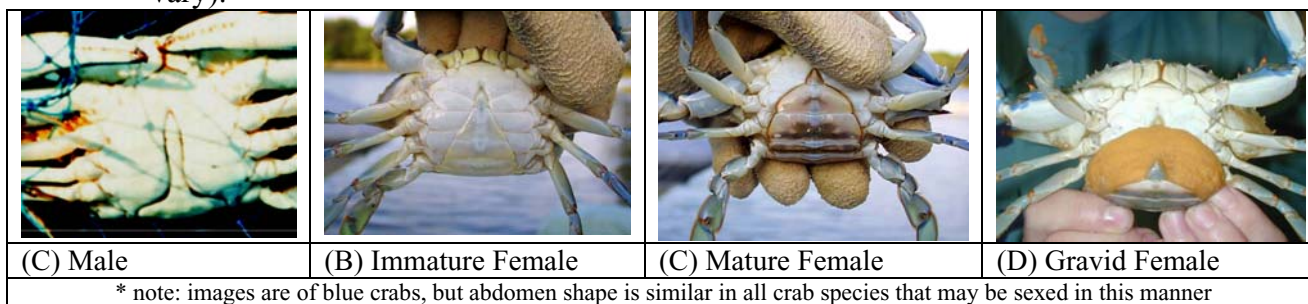 vary).
(C) Male
(B) Immature Female
(C) Mature Female
(D) Gravid Female
* note: images are of blue crabs, but abdomen shape is similar in all crab species that may be sexed in this manner